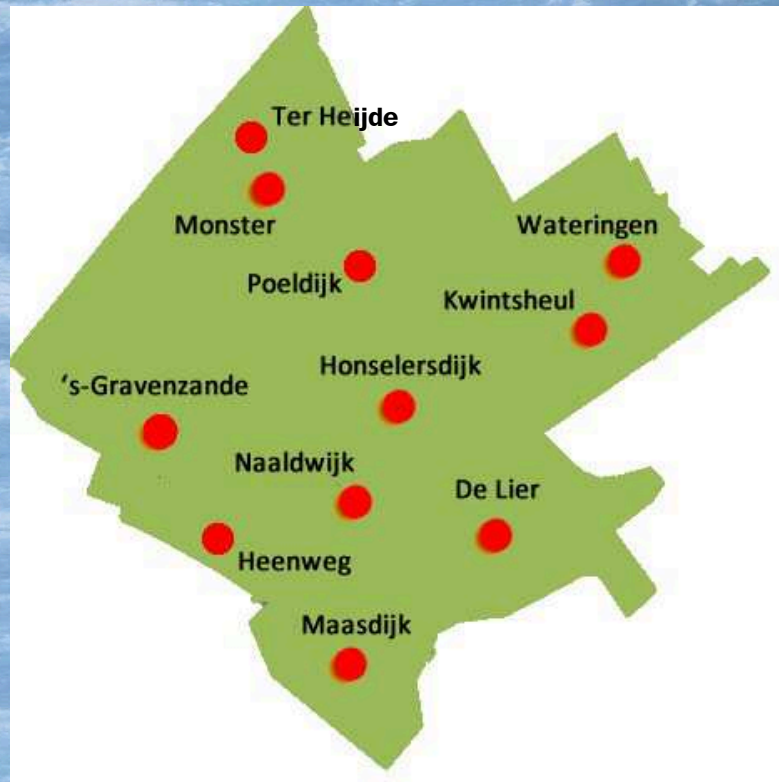 Ter Heijde
Monster
Wateringen
Poeldijk
Kwintsheul
Honselersdijk
‘s-Gravenzande
Naaldwijk
De Lier
Heenweg
Maasdijk